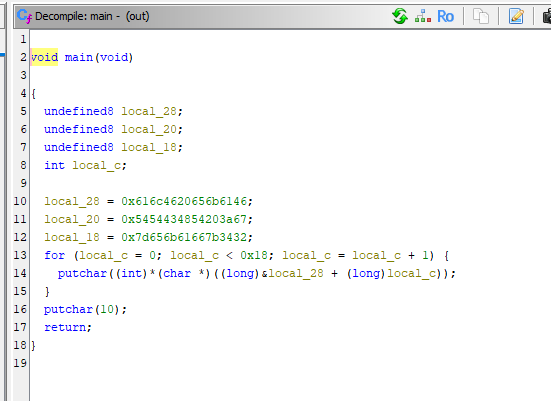 Decompile: main - (out)
Ro
1
2 void main(void)
3
4 {
5 undefined8 local_28;
6 undefined8 local_20;
7 undefined8 local_18;
8 int local_c;
9
10 local_28 = 0x616c4620656b6146;
11 local_20 = 0x5454434854203a67;
12 local_18 = 0x7d656b61667b3432;
13 for (local_c = 0; local_c < 0x18; local_c = local_c + 1) {
14 putchar((int)*(char *)((long)&local_28 + (long)local_c));
15 }
16 putchar(10);
17 return;
18 }
19